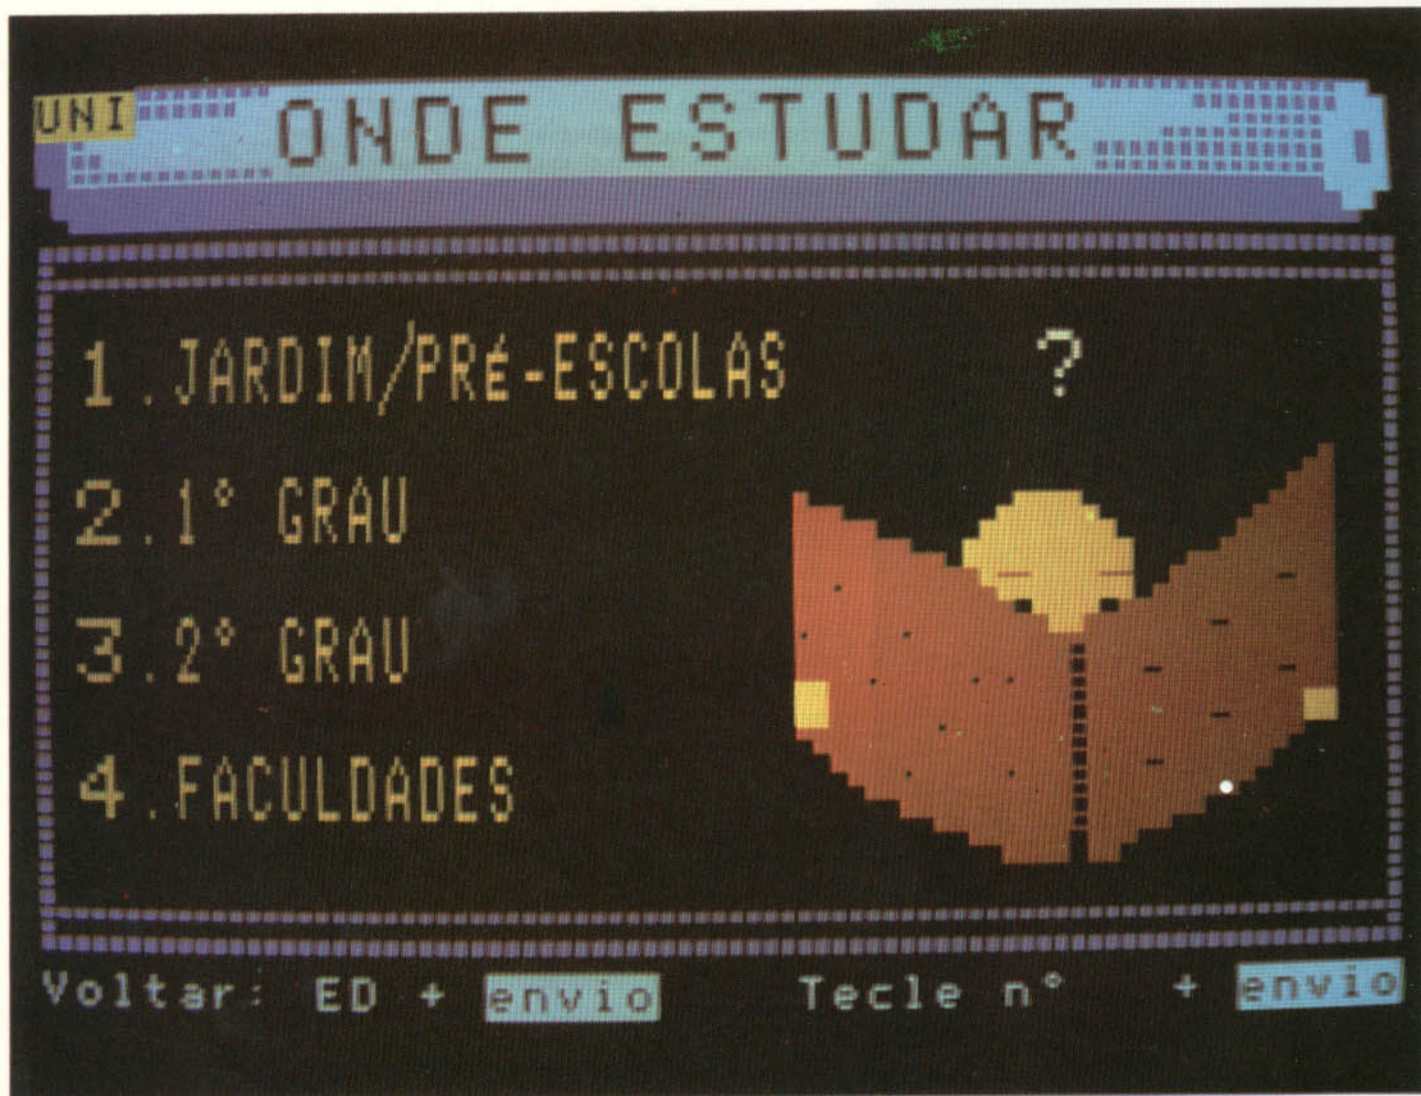 UNI
ONDE ESTUDAR
1.JARDIM/PRé-ESCOLAS ?
2.1° GRAU
3.2° GRAU
4.FACULDADES
Voltar: ED + envio Tecle n° + envio